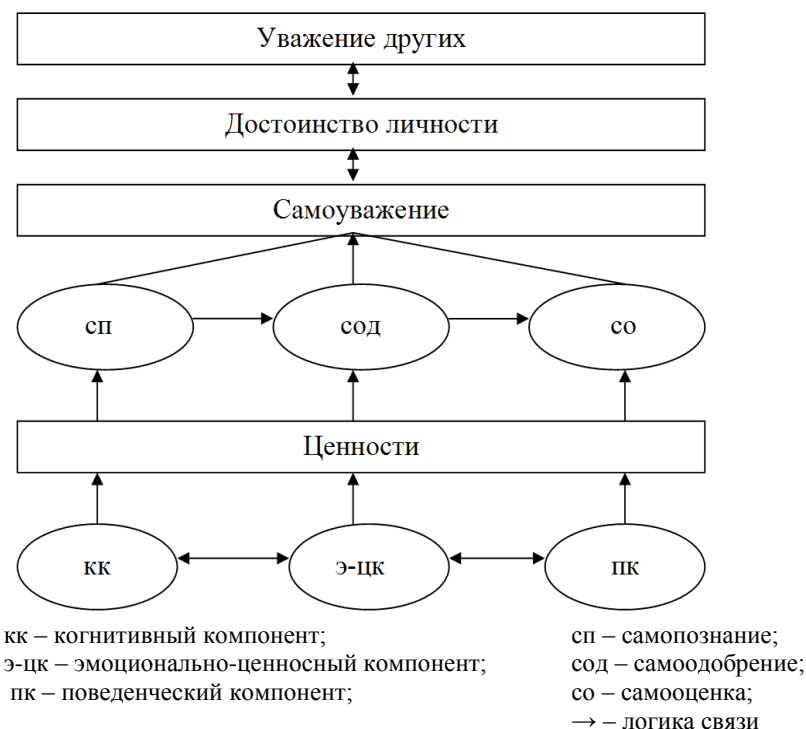 Уважение других
Достоинство личности
Самоуважение
сп
сод
со
Ценности
кк
э-цк
пк
кк – когнитивный компонент;
э-цк – эмоционально-ценносный компонент;
пк – поведенческий компонент;
сп – самопознание;
сод – самоодобрение;
со – самооценка;
→ – логика связи